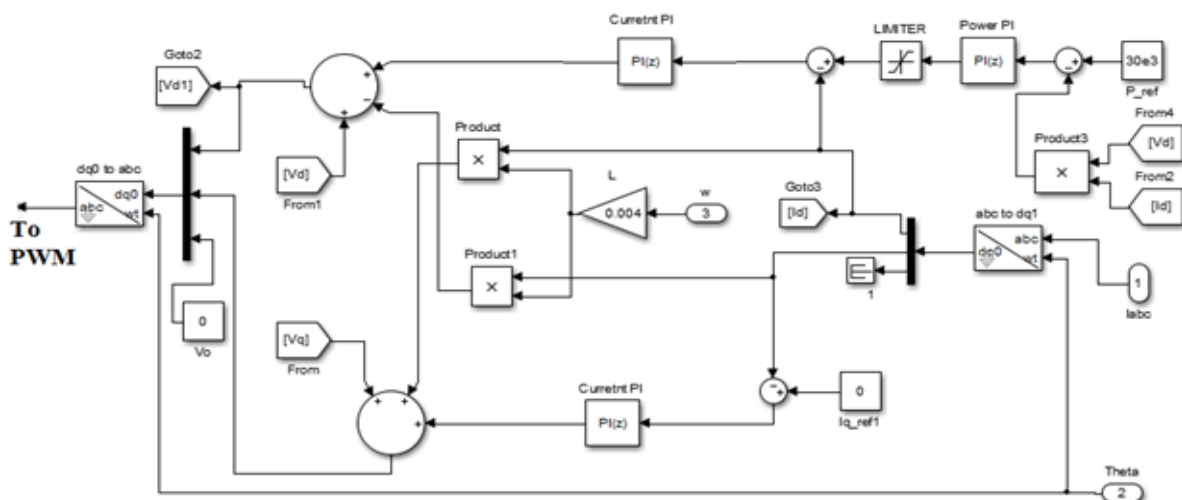 Curretnt PI
LIMITER
Power PI
Goto2
[Vd1]
PI(z)
PI(z)
30e3
P_ref
From4
Product
Product3
[Vd]
dq0 to abc
[Vd]
From1
L
w
Goto3
From2
dq0
abc
wt
0.004
3
[Id]
[Id]
abc to dq1
To
PWM
Product1
abc
dq0
wt
1
1
Iabc
0
Vo
[Vq]
From
Curretnt PI
PI(z)
0
Iq_ref1
Theta
2